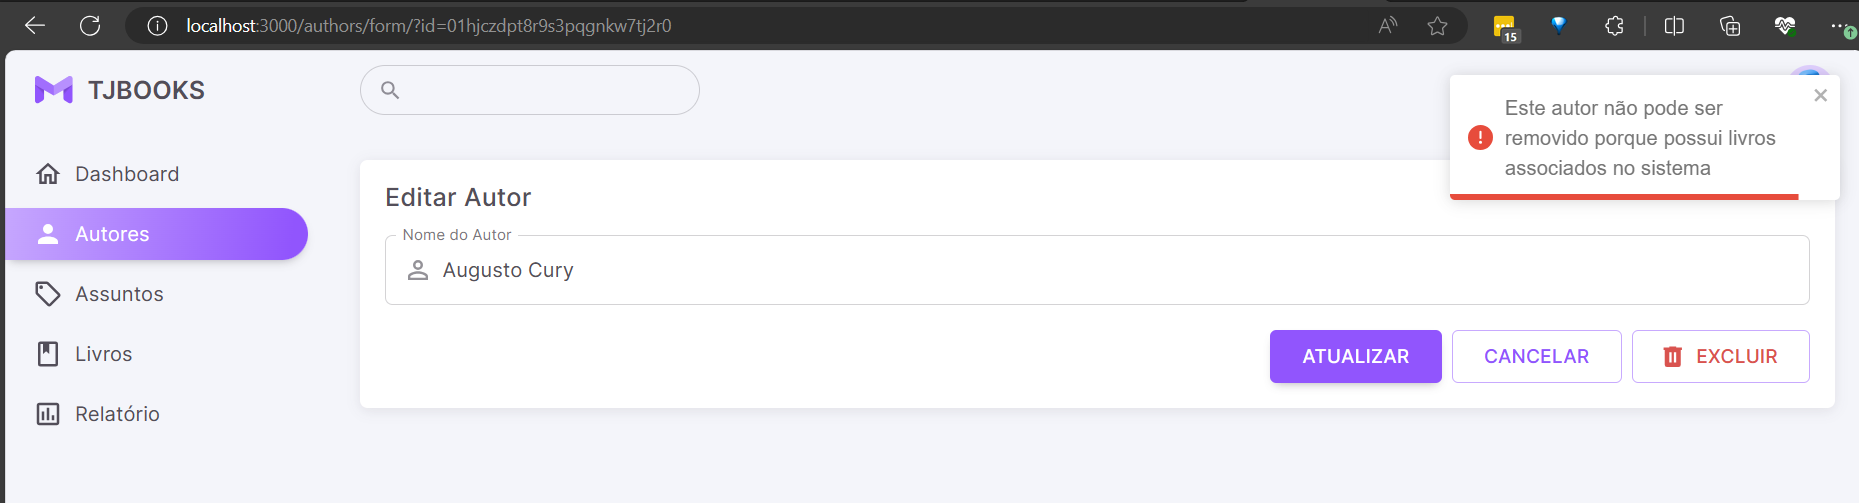 localhost:3000/authors/form/?id=01hjczdpt8r9s3pqgnkw7tj2r0
A
15
TJBOOKS
Este autor não pode ser
removido porque possui livros
associados no sistema
Dashboard
Autores
Assuntos
Livros
Relatório
Editar Autor
Nome do Autor
Augusto Cury
ATUALIZAR
CANCELAR
EXCLUIR